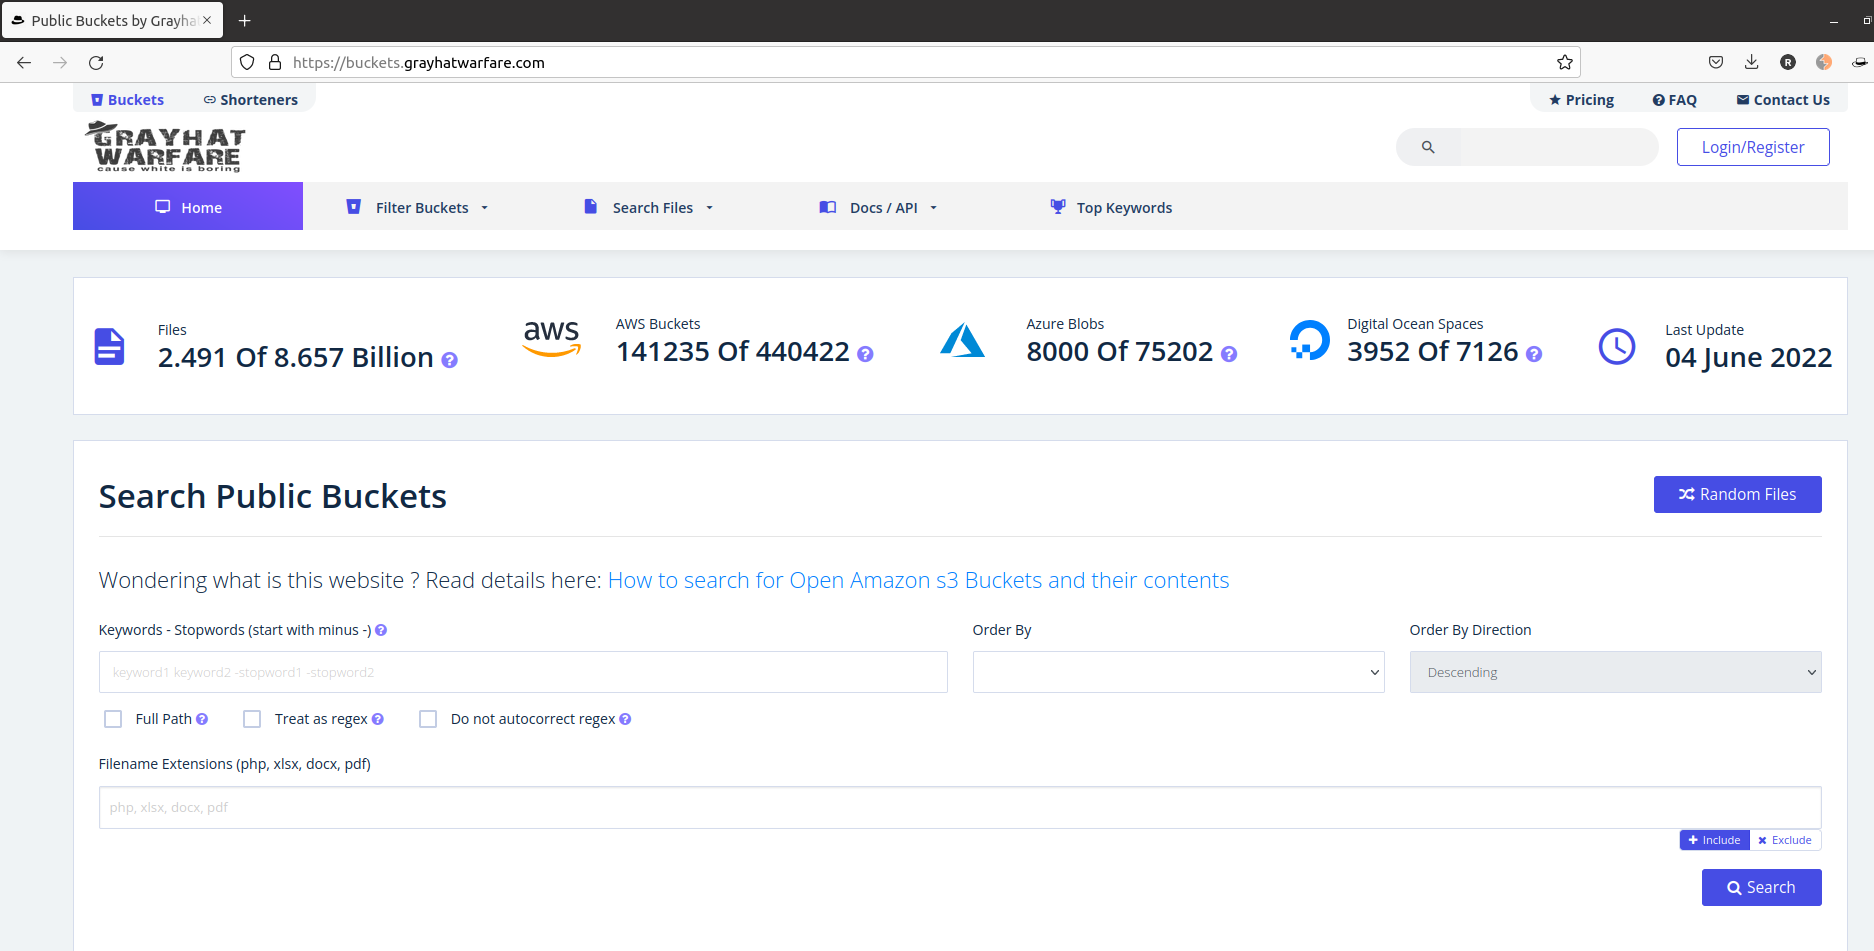 Public Buckets by Grayha
https://buckets.grayhatwarfare.com
R
Buckets
Shorteners
Pricing
FAQ
Contact Us
GRAYHAT
WARFARE
cause white is boring
Login/Register
Home
Filter Buckets
Search Files
Docs / API
Top Keywords
Files
2.491 Of 8.657 Billion ?
aws
AWS Buckets
141235 Of 440422 ?
Azure Blobs
8000 Of 75202 ?
Digital Ocean Spaces
3952 Of 7126 ?
Last Update
04 June 2022
Search Public Buckets
Random Files
Wondering what is this website ? Read details here: How to search for Open Amazon s3 Buckets and their contents
Keywords - Stopwords (start with minus -) ?
Order By
Order By Direction
keyword1 keyword2 -stopword1 -stopword2
Descending
Full Path ?
Treat as regex ?
Do not autocorrect regex ?
Filename Extensions (php, xlsx, docx, pdf)
php, xlsx, docx, pdf
Include
Exclude
Search